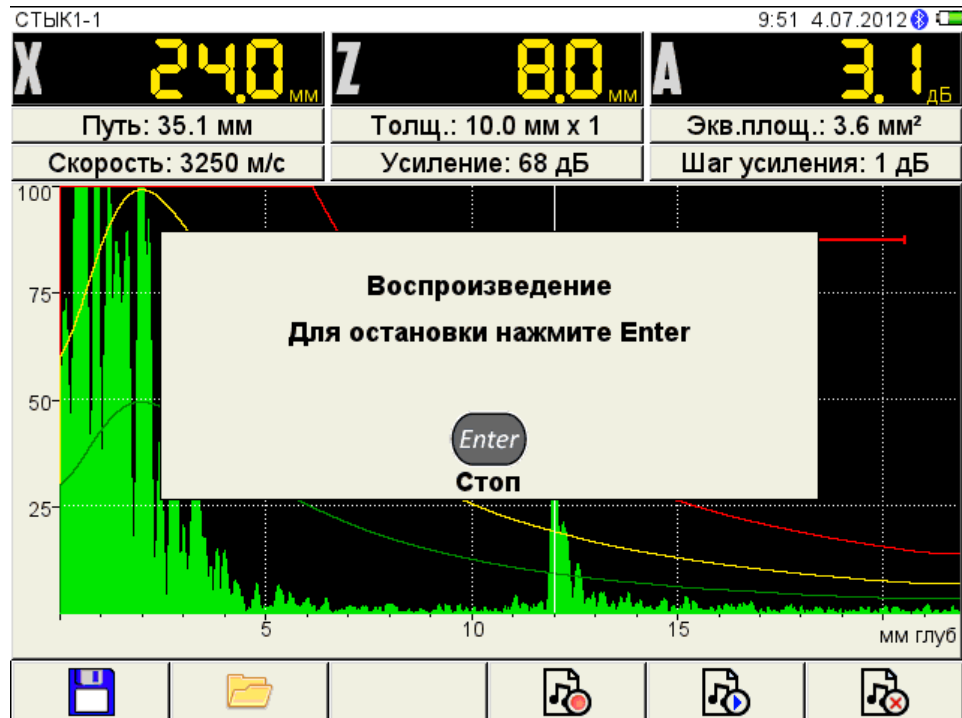 СТЫК1-1 9:51 4.07.2012
X 24.0 мм Z 8.0 мм A 3.1 дБ
Путь: 35.1 мм Толщ.: 10.0 мм x 1 Экв.площ.: 3.6 мм²
Скорость: 3250 м/с Усиление: 68 дБ Шаг усиления: 1 дБ
100
Воспроизведение
75
Для остановки нажмите Enter
50
Enter
Стоп
25
5 10 15 мм глуб